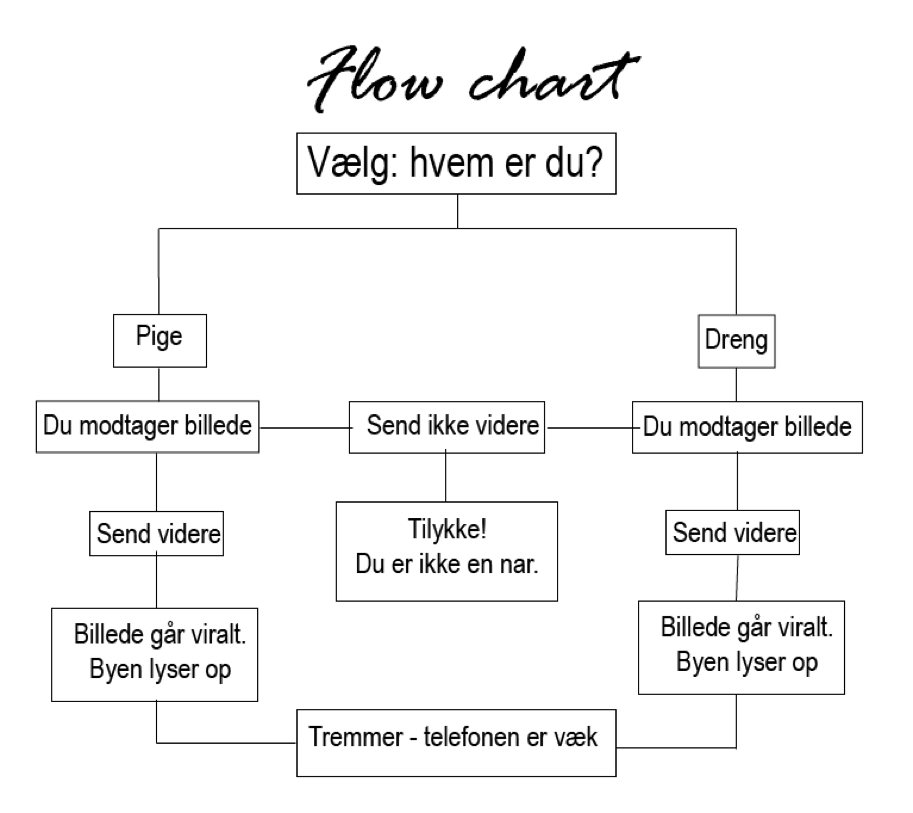 Flow chart
Vælg: hvem er du?
Pige
Dreng
Du modtager billede
Send ikke videre
Du modtager billede
Send videre
Tilykke!
Du er ikke en nar.
Send videre
Billede går viralt.
Byen lyser op
Billede går viralt.
Byen lyser op
Tremmer - telefonen er væk